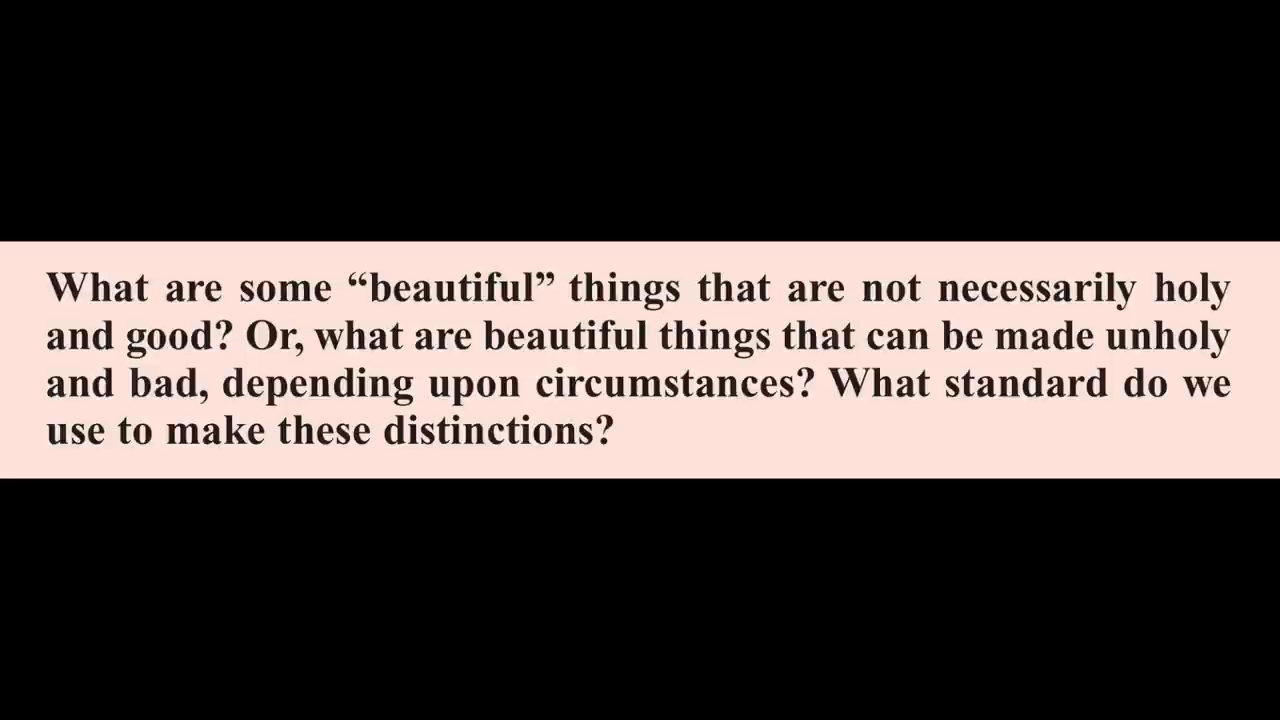 What are some “beautiful” things that are not necessarily holy
and good? Or, what are beautiful things that can be made unholy
and bad, depending upon circumstances? What standard do we
use to make these distinctions?